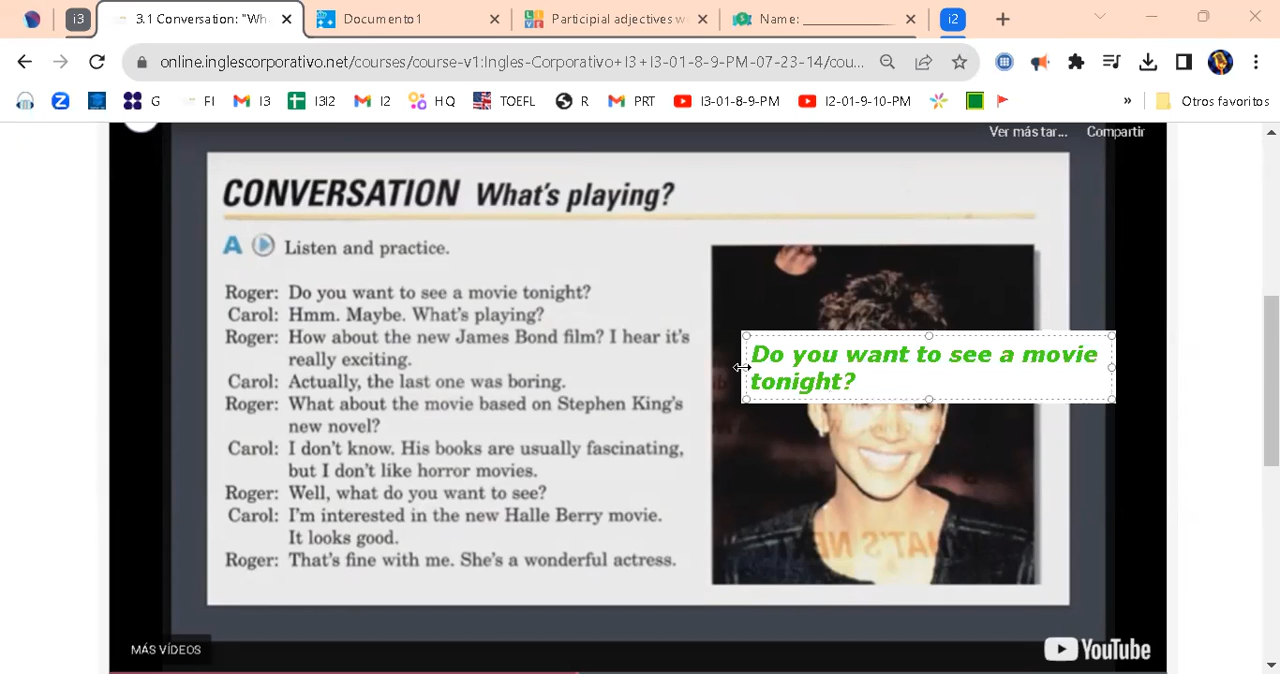 i3
3.1 Conversation: "Wh
Documento1
Participial adjectives w
Name: ____________
i2
online.inglescorporativo.net/courses/course-v1:Ingles-Corporativo+I3+I3-01-8-9-PM-07-23-14/cou...
G
FI
I3
I3I2
I2
HQ
TOEFL
R
PRT
I3-01-8-9-PM
I2-01-9-10-PM
»
Otros favoritos
Ver más tar...
Compartir
CONVERSATION What's playing?
A Listen and practice.
Roger: Do you want to see a movie tonight?
Carol: Hmm. Maybe. What's playing?
Roger: How about the new James Bond film? I hear it's
really exciting.
Carol: Actually, the last one was boring.
Roger: What about the movie based on Stephen King's
new novel?
Carol: I don't know. His books are usually fascinating,
but I don't like horror movies.
Roger: Well, what do you want to see?
Carol: I'm interested in the new Halle Berry movie.
It looks good.
Roger: That's fine with me. She's a wonderful actress.
Do you want to see a movie
tonight?
MÁS VÍDEOS
YouTube